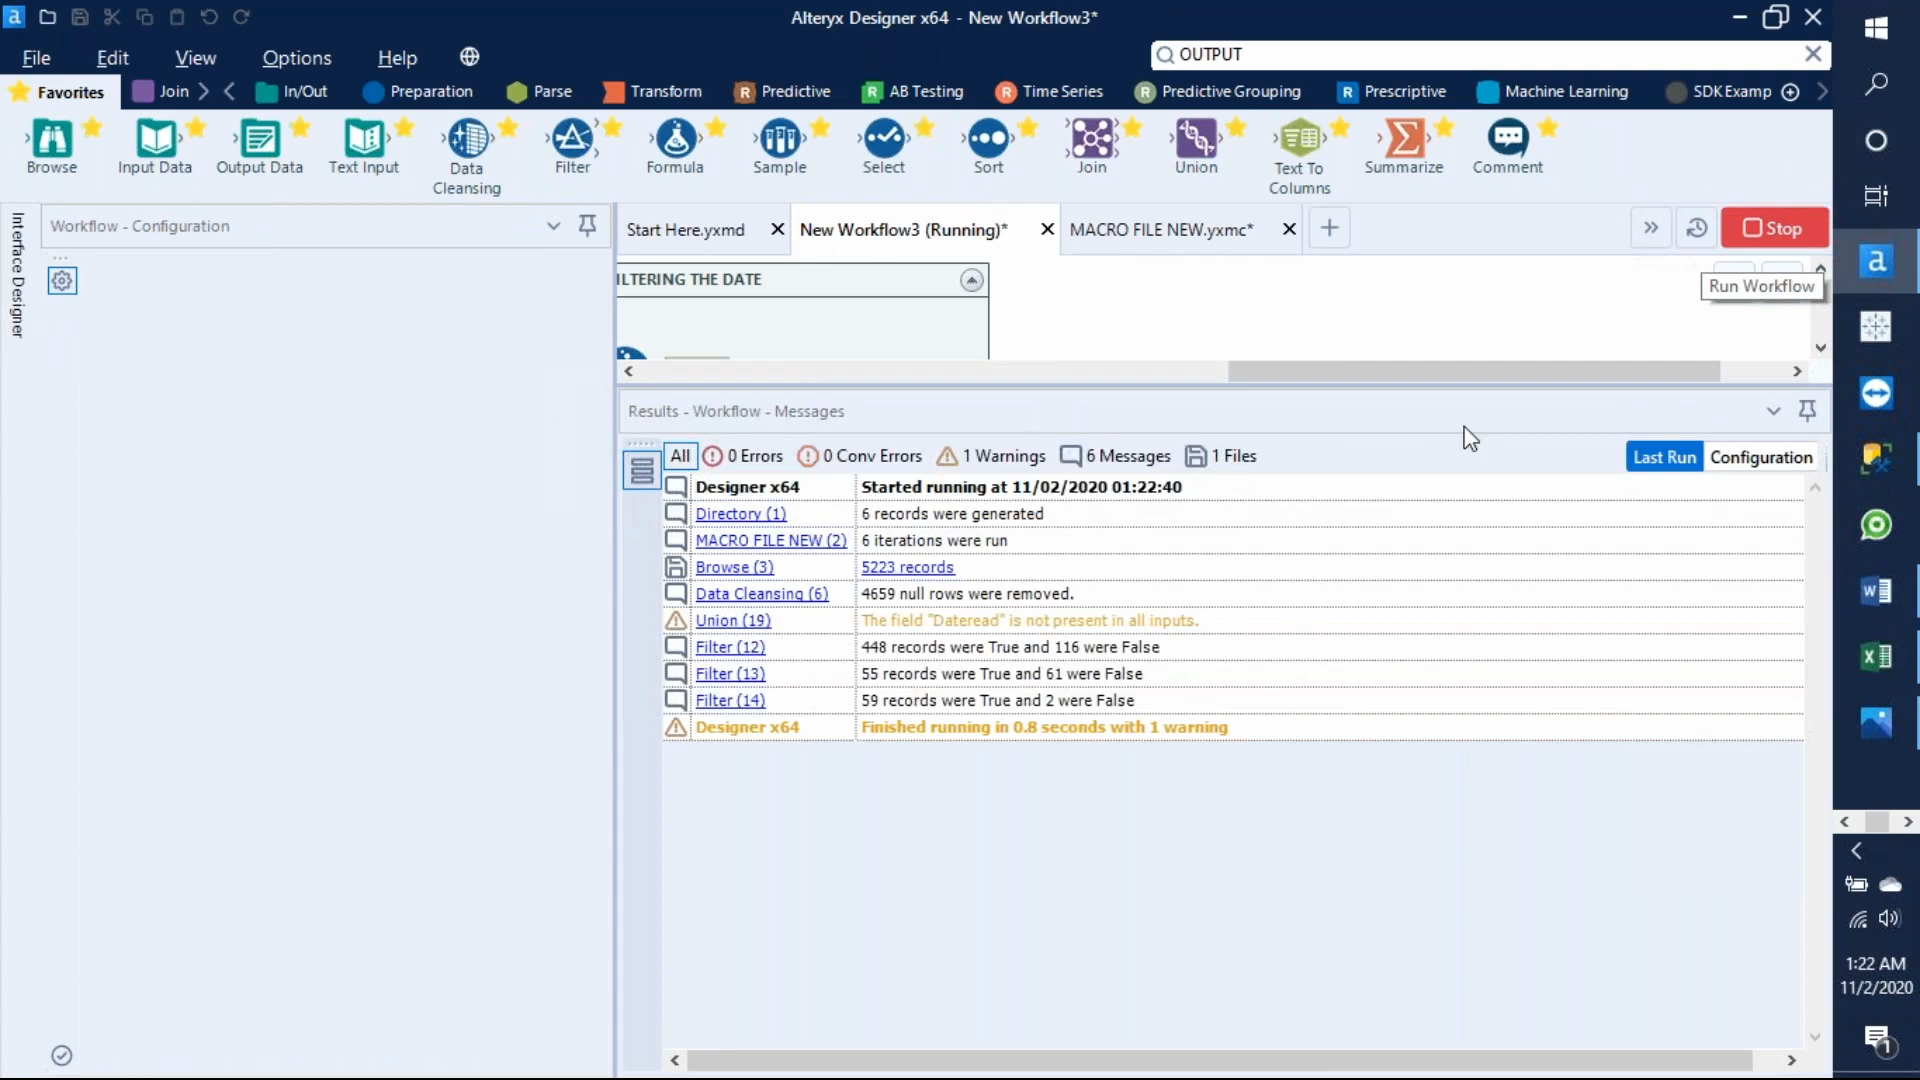 Alteryx Designer x64 - New Workflow3*
File Edit View Options Help
OUTPUT
Favorites Join In/Out Preparation Parse Transform Predictive AB Testing Time Series Predictive Grouping Prescriptive Machine Learning SDK Examp
Browse Input Data Output Data Text Input Data Cleansing Filter Formula Sample Select Sort Join Union Text To Columns Summarize Comment
Interface Designer
Workflow - Configuration
Start Here.yxmd New Workflow3 (Running)* MACRO FILE NEW.yxmc* Stop
Run Workflow
ILTERING THE DATE
Results - Workflow - Messages
All 0 Errors 0 Conv Errors 1 Warnings 6 Messages 1 Files Last Run Configuration
Designer x64 Started running at 11/02/2020 01:22:40
Directory (1) 6 records were generated
MACRO FILE NEW (2) 6 iterations were run
Browse (3) 5223 records
Data Cleansing (6) 4659 null rows were removed.
Union (19) The field "Dateread" is not present in all inputs.
Filter (12) 448 records were True and 116 were False
Filter (13) 55 records were True and 61 were False
Filter (14) 59 records were True and 2 were False
Designer x64 Finished running in 0.8 seconds with 1 warning
1:22 AM
11/2/2020
1